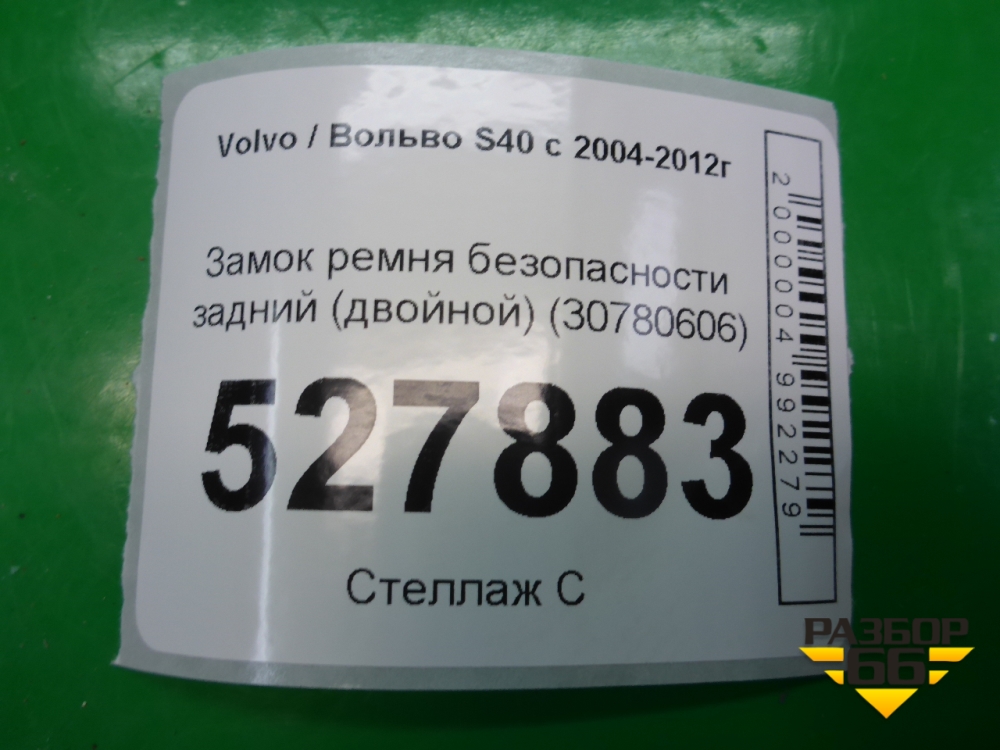 Volvo / Вольво S40 с 2004-2012г
Замок ремня безопасности
задний (двойной) (30780606)
527883
Стеллаж С
2000004992279
РАЗБОР
66